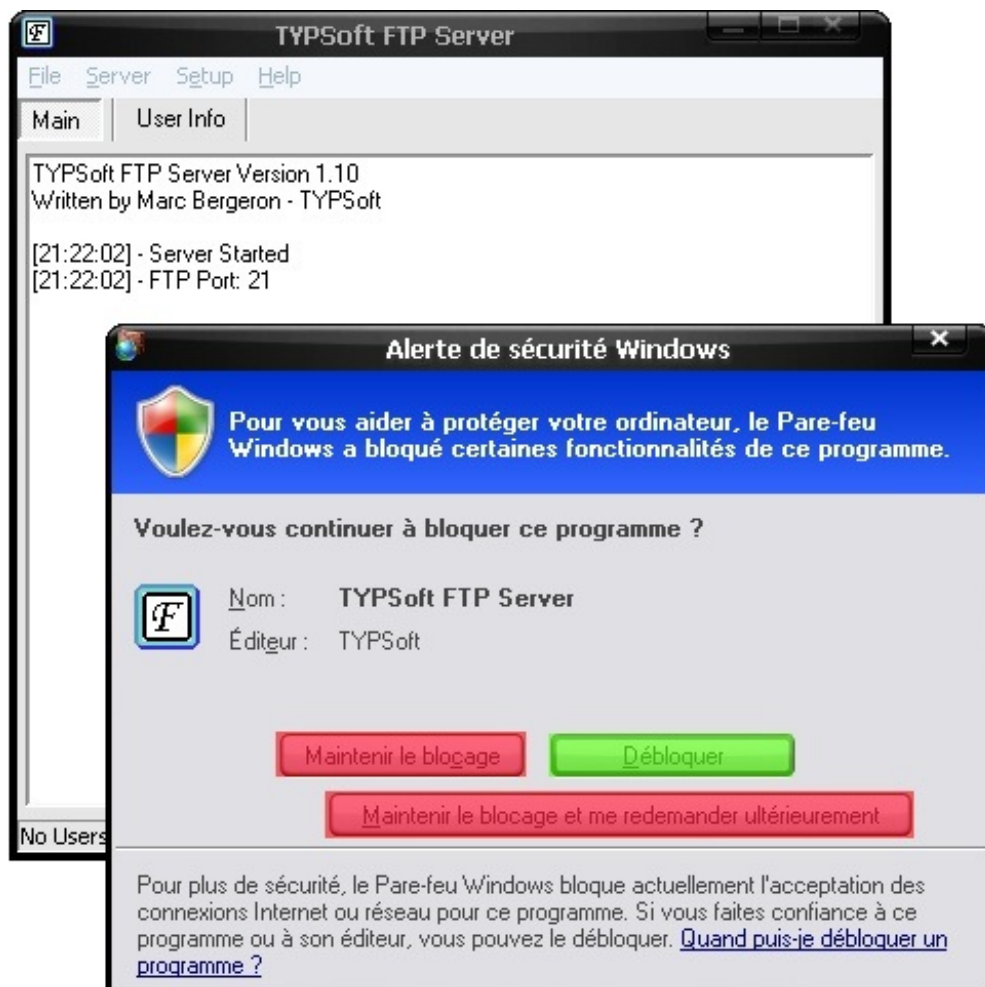 TYPSoft FTP Server
File Server Setup Help
Main User Info
TYPSoft FTP Server Version 1.10
Written by Marc Bergeron - TYPSoft
[21:22:02] - Server Started
[21:22:02] - FTP Port: 21
No Users
Alerte de sécurité Windows
Pour vous aider à protéger votre ordinateur, le Pare-feu
Windows a bloqué certaines fonctionnalités de ce programme.
Voulez-vous continuer à bloquer ce programme ?
F
Nom : TYPSoft FTP Server
Éditeur : TYPSoft
Maintenir le blocage Débloquer
Maintenir le blocage et me redemander ultérieurement
Pour plus de sécurité, le Pare-feu Windows bloque actuellement l'acceptation des
connexions Internet ou réseau pour ce programme. Si vous faites confiance à ce
programme ou à son éditeur, vous pouvez le débloquer. Quand puis-je débloquer un
programme ?